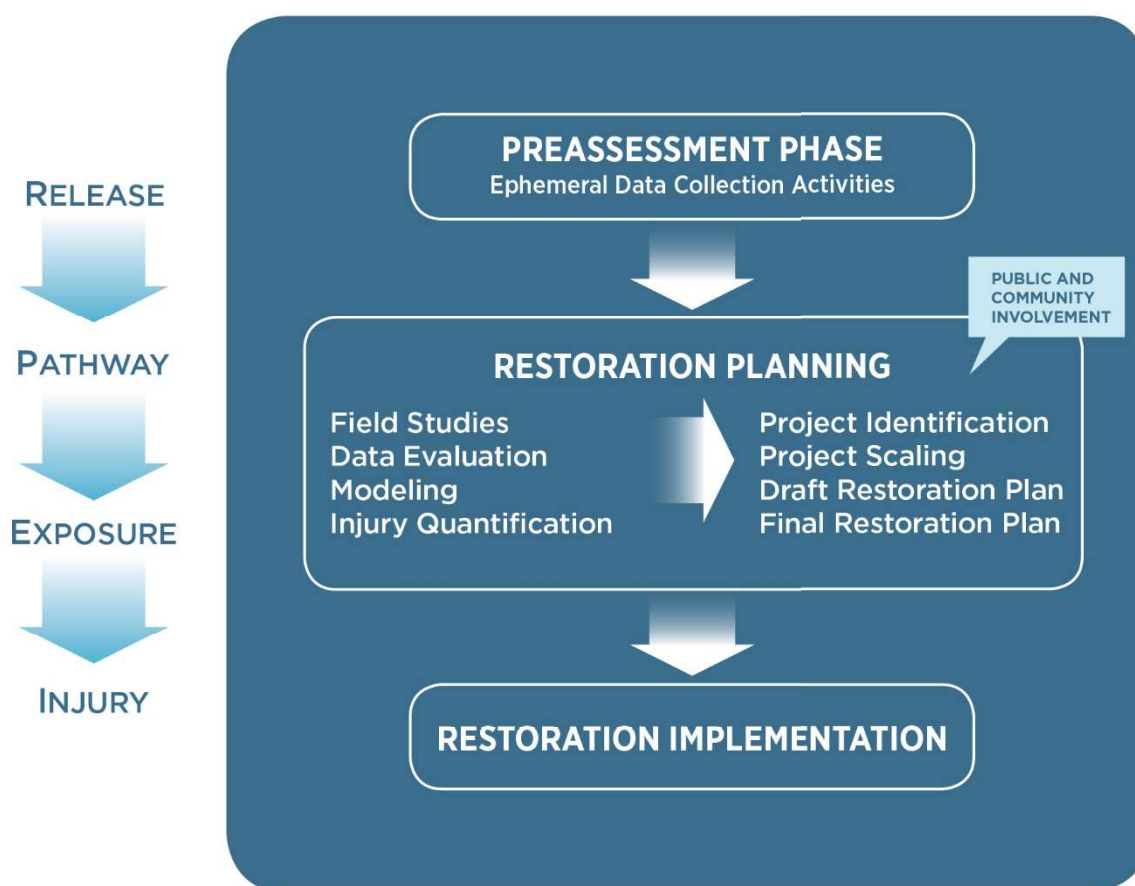 RELEASE
PATHWAY
EXPOSURE
INJURY
PREASSESSMENT PHASE
Ephemeral Data Collection Activities
PUBLIC AND
COMMUNITY
INVOLVEMENT
RESTORATION PLANNING
Field Studies
Data Evaluation
Modeling
Injury Quantification
Project Identification
Project Scaling
Draft Restoration Plan
Final Restoration Plan
RESTORATION IMPLEMENTATION